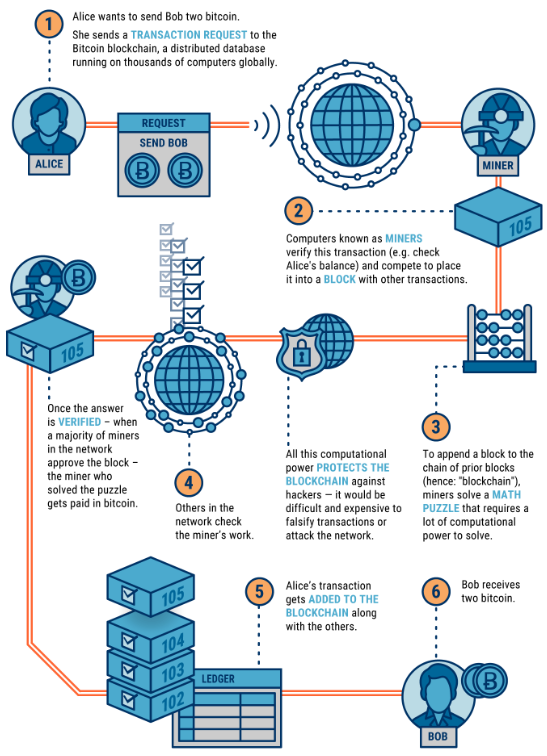 1
Alice wants to send Bob two bitcoin.
She sends a TRANSACTION REQUEST to the
Bitcoin blockchain, a distributed database
running on thousands of computers globally.
ALICE
REQUEST
SEND BOB
MINER
105
2
Computers known as MINERS
verify this transaction (e.g. check
Alice's balance) and compete to place
it into a BLOCK with other transactions.
105
Once the answer
is VERIFIED – when
a majority of miners
in the network
approve the block –
the miner who
solved the puzzle
gets paid in bitcoin.
4
Others in the
network check
the miner's work.
All this computational
power PROTECTS THE
BLOCKCHAIN against
hackers — it would be
difficult and expensive to
falsify transactions or
attack the network.
3
To append a block to the
chain of prior blocks
(hence: "blockchain"),
miners solve a MATH
PUZZLE that requires a
lot of computational
power to solve.
105
104
103
102
5
Alice's transaction
gets ADDED TO THE
BLOCKCHAIN along
with the others.
LEDGER
6
Bob receives
two bitcoin.
BOB